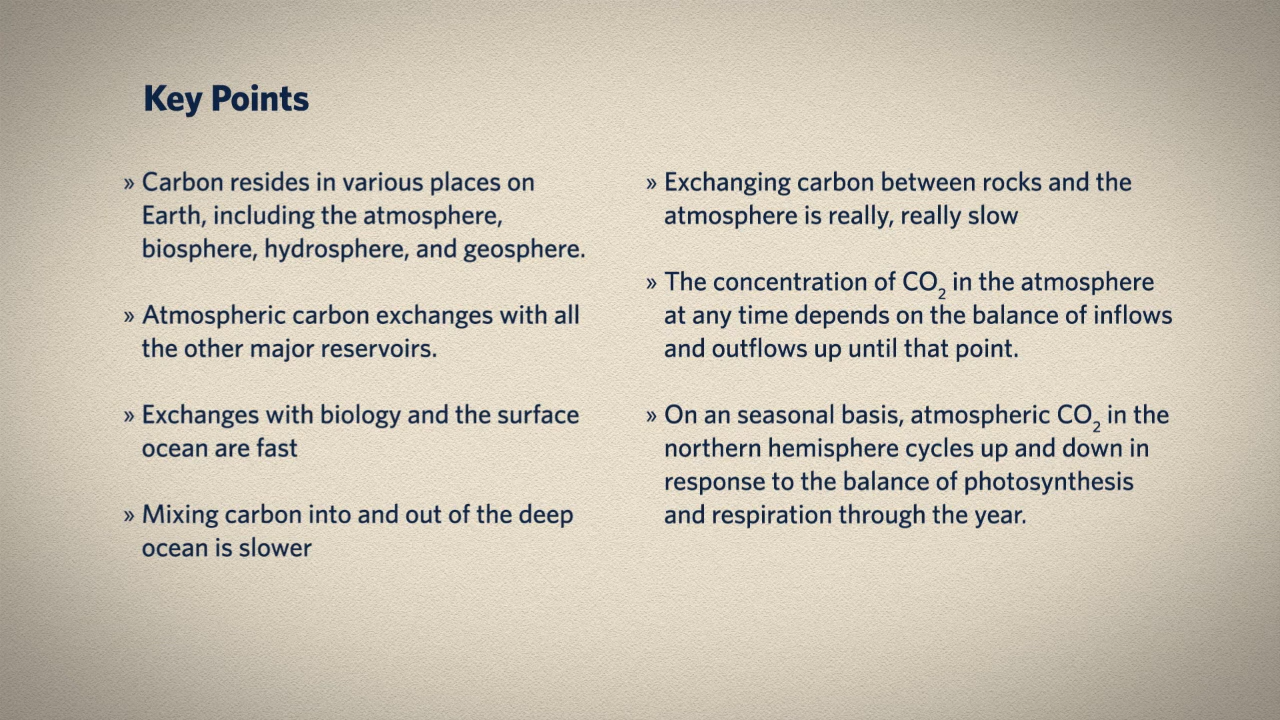 Key Points
» Carbon resides in various places on
Earth, including the atmosphere,
biosphere, hydrosphere, and geosphere.
» Atmospheric carbon exchanges with all
the other major reservoirs.
» Exchanges with biology and the surface
ocean are fast
» Mixing carbon into and out of the deep
ocean is slower
» Exchanging carbon between rocks and the
atmosphere is really, really slow
» The concentration of CO₂ in the atmosphere
at any time depends on the balance of inflows
and outflows up until that point.
» On an seasonal basis, atmospheric CO₂ in the
northern hemisphere cycles up and down in
response to the balance of photosynthesis
and respiration through the year.